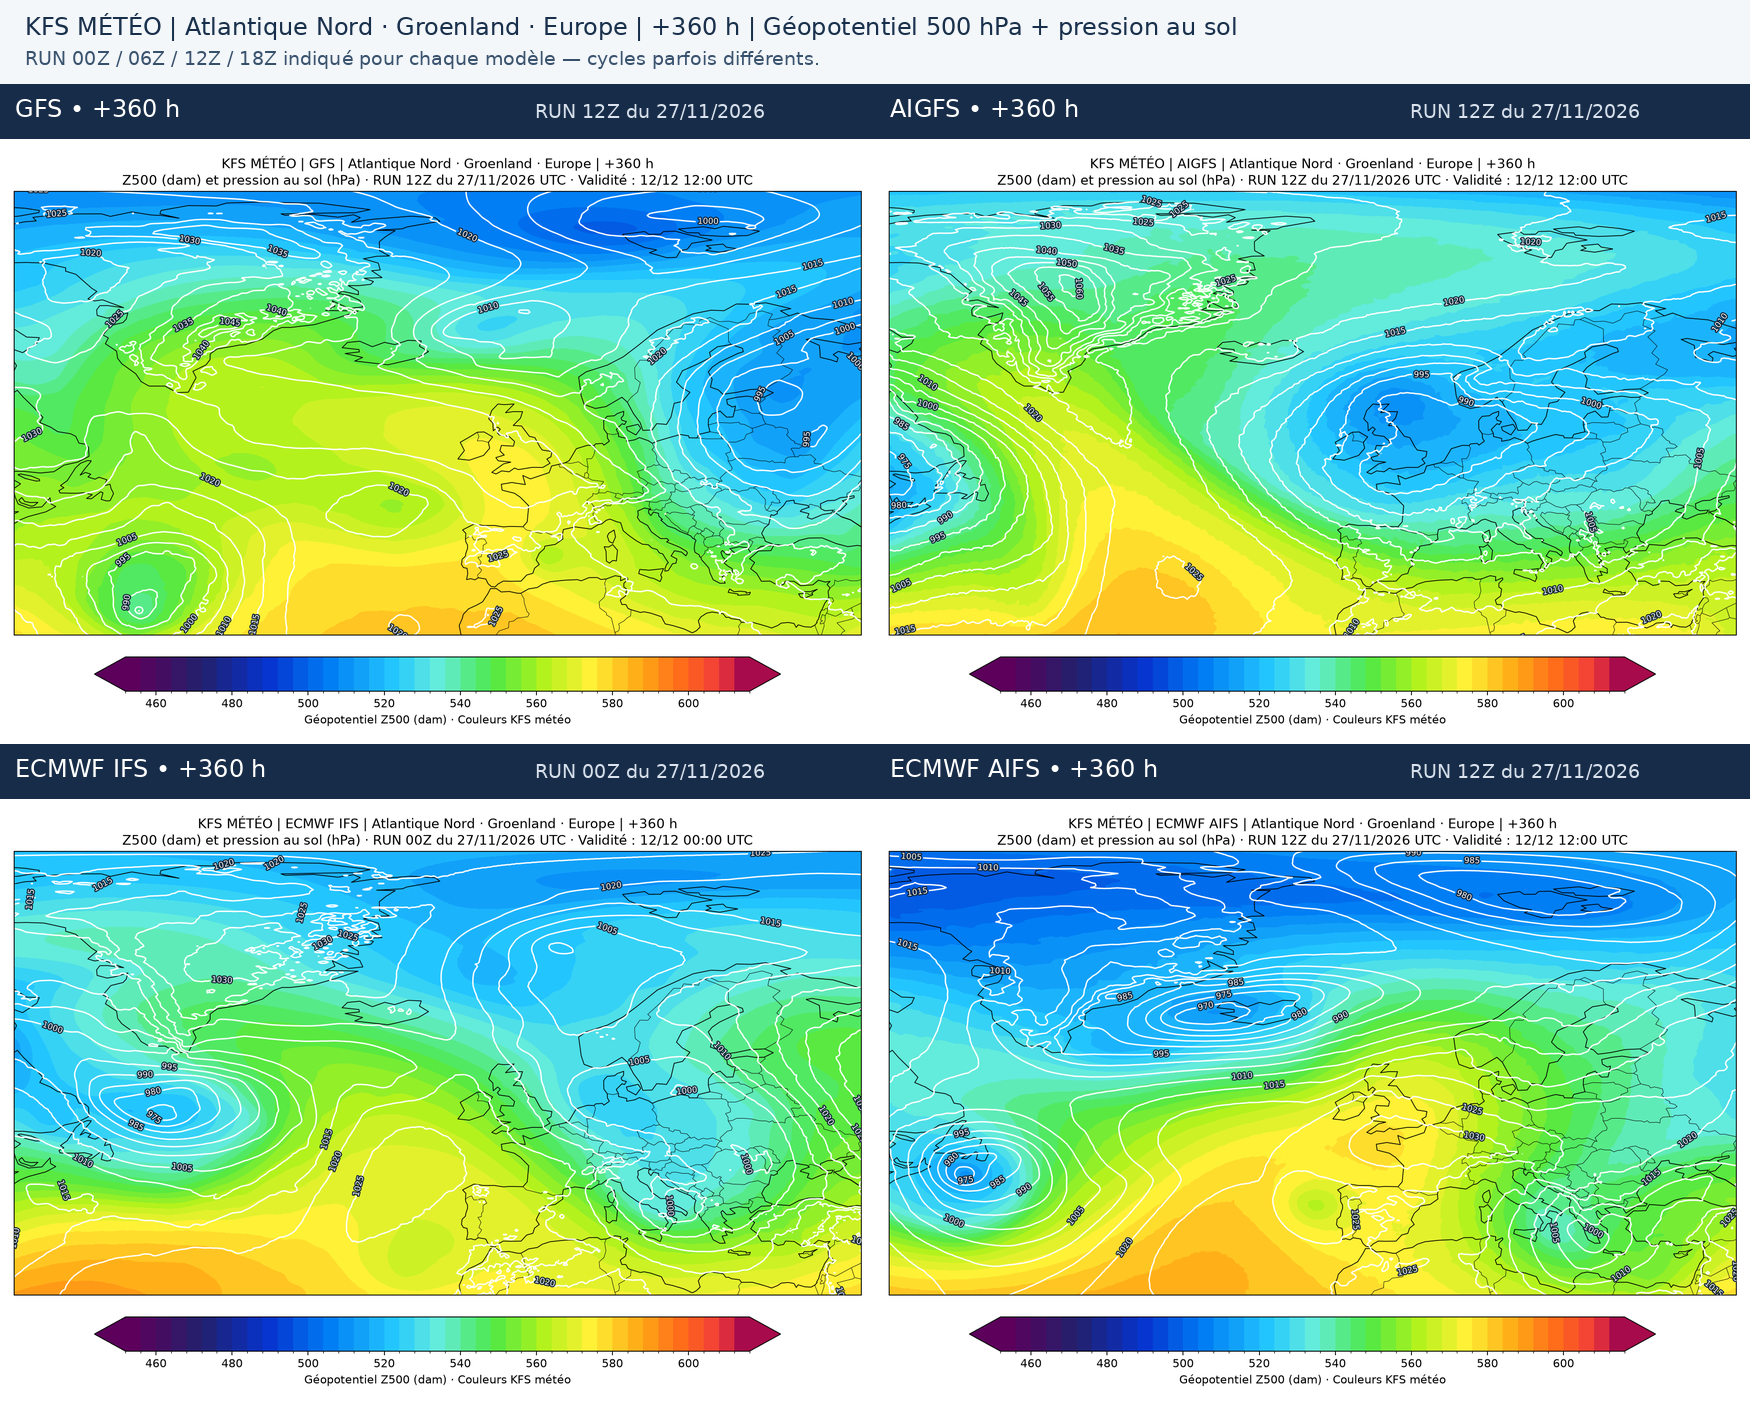 KFS MÉTÉO | Atlantique Nord · Groenland · Europe | +360 h | Géopotentiel 500 hPa + pression au sol
RUN 00Z / 06Z / 12Z / 18Z indiqué pour chaque modèle — cycles parfois différents.
GFS • +360 h
RUN 12Z du 27/11/2026
AIGFS • +360 h
RUN 12Z du 27/11/2026
KFS MÉTÉO | GFS | Atlantique Nord · Groenland · Europe | +360 h
Z500 (dam) et pression au sol (hPa) · RUN 12Z du 27/11/2026 UTC · Validité : 12/12 12:00 UTC
KFS MÉTÉO | AIGFS | Atlantique Nord · Groenland · Europe | +360 h
Z500 (dam) et pression au sol (hPa) · RUN 12Z du 27/11/2026 UTC · Validité : 12/12 12:00 UTC
460 480 500 520 540 560 580 600
Géopotentiel Z500 (dam) · Couleurs KFS météo
460 480 500 520 540 560 580 600
Géopotentiel Z500 (dam) · Couleurs KFS météo
ECMWF IFS • +360 h
RUN 00Z du 27/11/2026
ECMWF AIFS • +360 h
RUN 12Z du 27/11/2026
KFS MÉTÉO | ECMWF IFS | Atlantique Nord · Groenland · Europe | +360 h
Z500 (dam) et pression au sol (hPa) · RUN 00Z du 27/11/2026 UTC · Validité : 12/12 00:00 UTC
KFS MÉTÉO | ECMWF AIFS | Atlantique Nord · Groenland · Europe | +360 h
Z500 (dam) et pression au sol (hPa) · RUN 12Z du 27/11/2026 UTC · Validité : 12/12 12:00 UTC
460 480 500 520 540 560 580 600
Géopotentiel Z500 (dam) · Couleurs KFS météo
460 480 500 520 540 560 580 600
Géopotentiel Z500 (dam) · Couleurs KFS météo